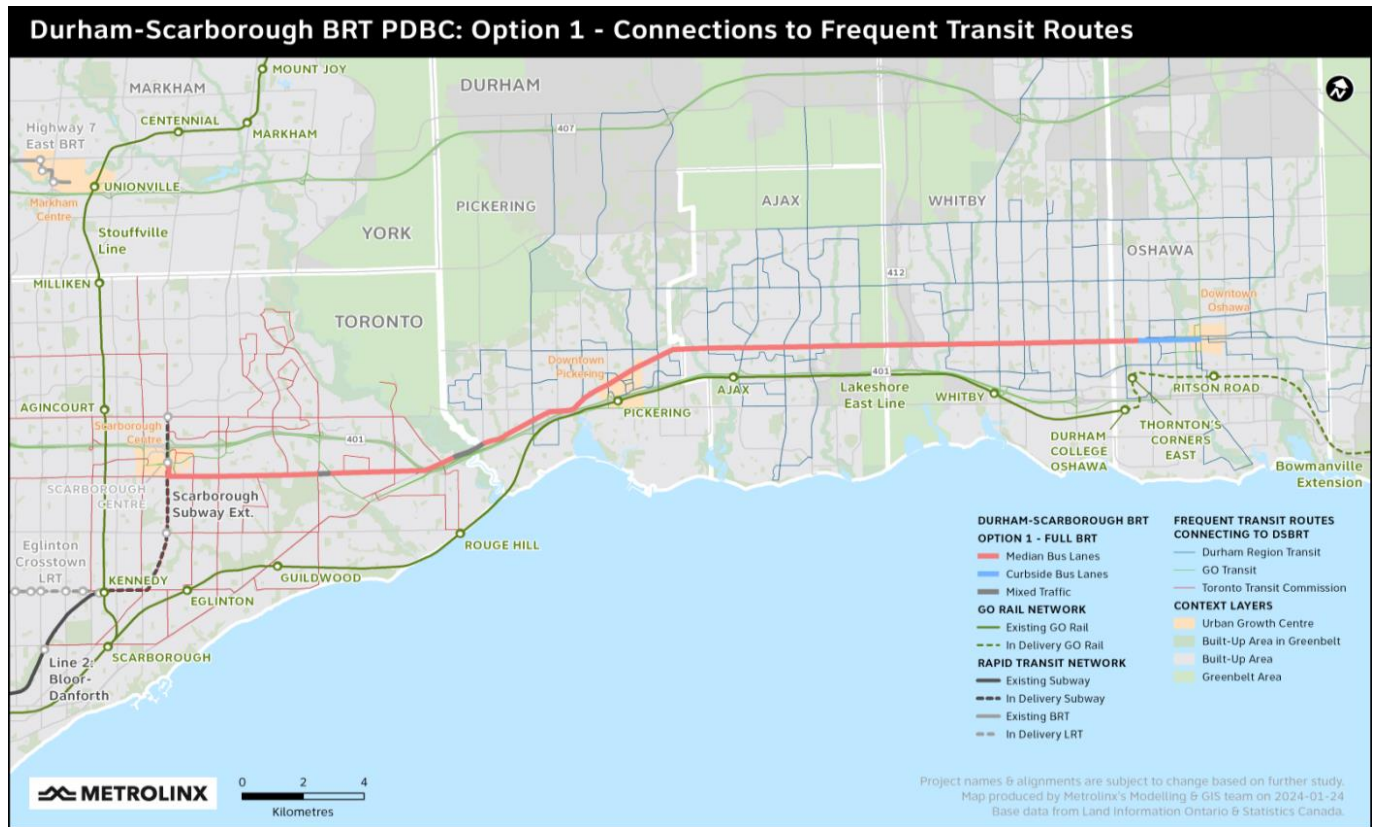 Durham-Scarborough BRT PDBC: Option 1 - Connections to Frequent Transit Routes
MOUNT JOY
MARKHAM
DURHAM
CENTENNIAL
MARKHAM
407
Highway 7
East BRT
UNIONVILLE
Markham
Centre
Stouffville
Line
YORK
PICKERING
AJAX
WHITBY
OSHAWA
412
MILLIKEN
TORONTO
Downtown
Oshawa
Downtown
Pickering
401
AGINCOURT
PICKERING
AJAX
Lakeshore
East Line
WHITBY
RITSON ROAD
Scarborough
Centre
401
DURHAM
COLLEGE
OSHAWA
THORNTON'S
CORNERS
EAST
Bowmanville
Extension
SCARBOROUGH
CENTRE
Scarborough
Subway Ext.
Eglinton
Crosstown
LRT
ROUGE HILL
KENNEDY
GUILDWOOD
EGLINTON
SCARBOROUGH
Line 2:
Bloor-
Danforth
DURHAM-SCARBOROUGH BRT
OPTION 1 - FULL BRT
Median Bus Lanes
Curbside Bus Lanes
Mixed Traffic
GO RAIL NETWORK
Existing GO Rail
In Delivery GO Rail
RAPID TRANSIT NETWORK
Existing Subway
In Delivery Subway
Existing BRT
In Delivery LRT
FREQUENT TRANSIT ROUTES
CONNECTING TO DSBRT
Durham Region Transit
GO Transit
Toronto Transit Commission
CONTEXT LAYERS
Urban Growth Centre
Built-Up Area in Greenbelt
Built-Up Area
Greenbelt Area
METROLINX
0 2 4
Kilometres
Project names & alignments are subject to change based on further study.
Map produced by Metrolinx's Modelling & GIS team on 2024-01-24
Base data from Land Information Ontario & Statistics Canada.